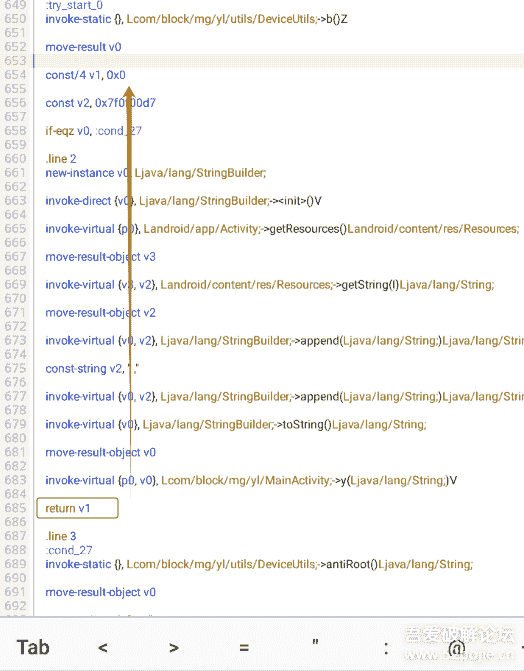 649 :try_start_0
650 invoke-static {}, Lcom/block/mg/yl/utils/DeviceUtils;->b()Z
651
652 move-result v0
653
654 const/4 v1, 0x0
655
656 const v2, 0x7f0f00d7
657
658 if-eqz v0, :cond_27
659
660 .line 2
661 new-instance v0, Ljava/lang/StringBuilder;
662
663 invoke-direct {v0}, Ljava/lang/StringBuilder;-><init>()V
664
665 invoke-virtual {p0}, Landroid/app/Activity;->getResources()Landroid/content/res/Resources;
666
667 move-result-object v3
668
669 invoke-virtual {v3, v2}, Landroid/content/res/Resources;->getString(I)Ljava/lang/String;
670
671 move-result-object v2
672
673 invoke-virtual {v0, v2}, Ljava/lang/StringBuilder;->append(Ljava/lang/String;)Ljava/lang/Strin
674
675 const-string v2, ","
676
677 invoke-virtual {v0, v2}, Ljava/lang/StringBuilder;->append(Ljava/lang/String;)Ljava/lang/Strin
678
679 invoke-virtual {v0}, Ljava/lang/StringBuilder;->toString()Ljava/lang/String;
680
681 move-result-object v0
682
683 invoke-virtual {p0, v0}, Lcom/block/mg/yl/MainActivity;->y(Ljava/lang/String;)V
684
685 return v1
686
687 .line 3
688 :cond_27
689 invoke-static {}, Lcom/block/mg/yl/utils/DeviceUtils;->antiRoot()Ljava/lang/String;
690
691 move-result-object v0
692
Tab < > = " : @
吾爱破解论坛
www.52pojie.cn